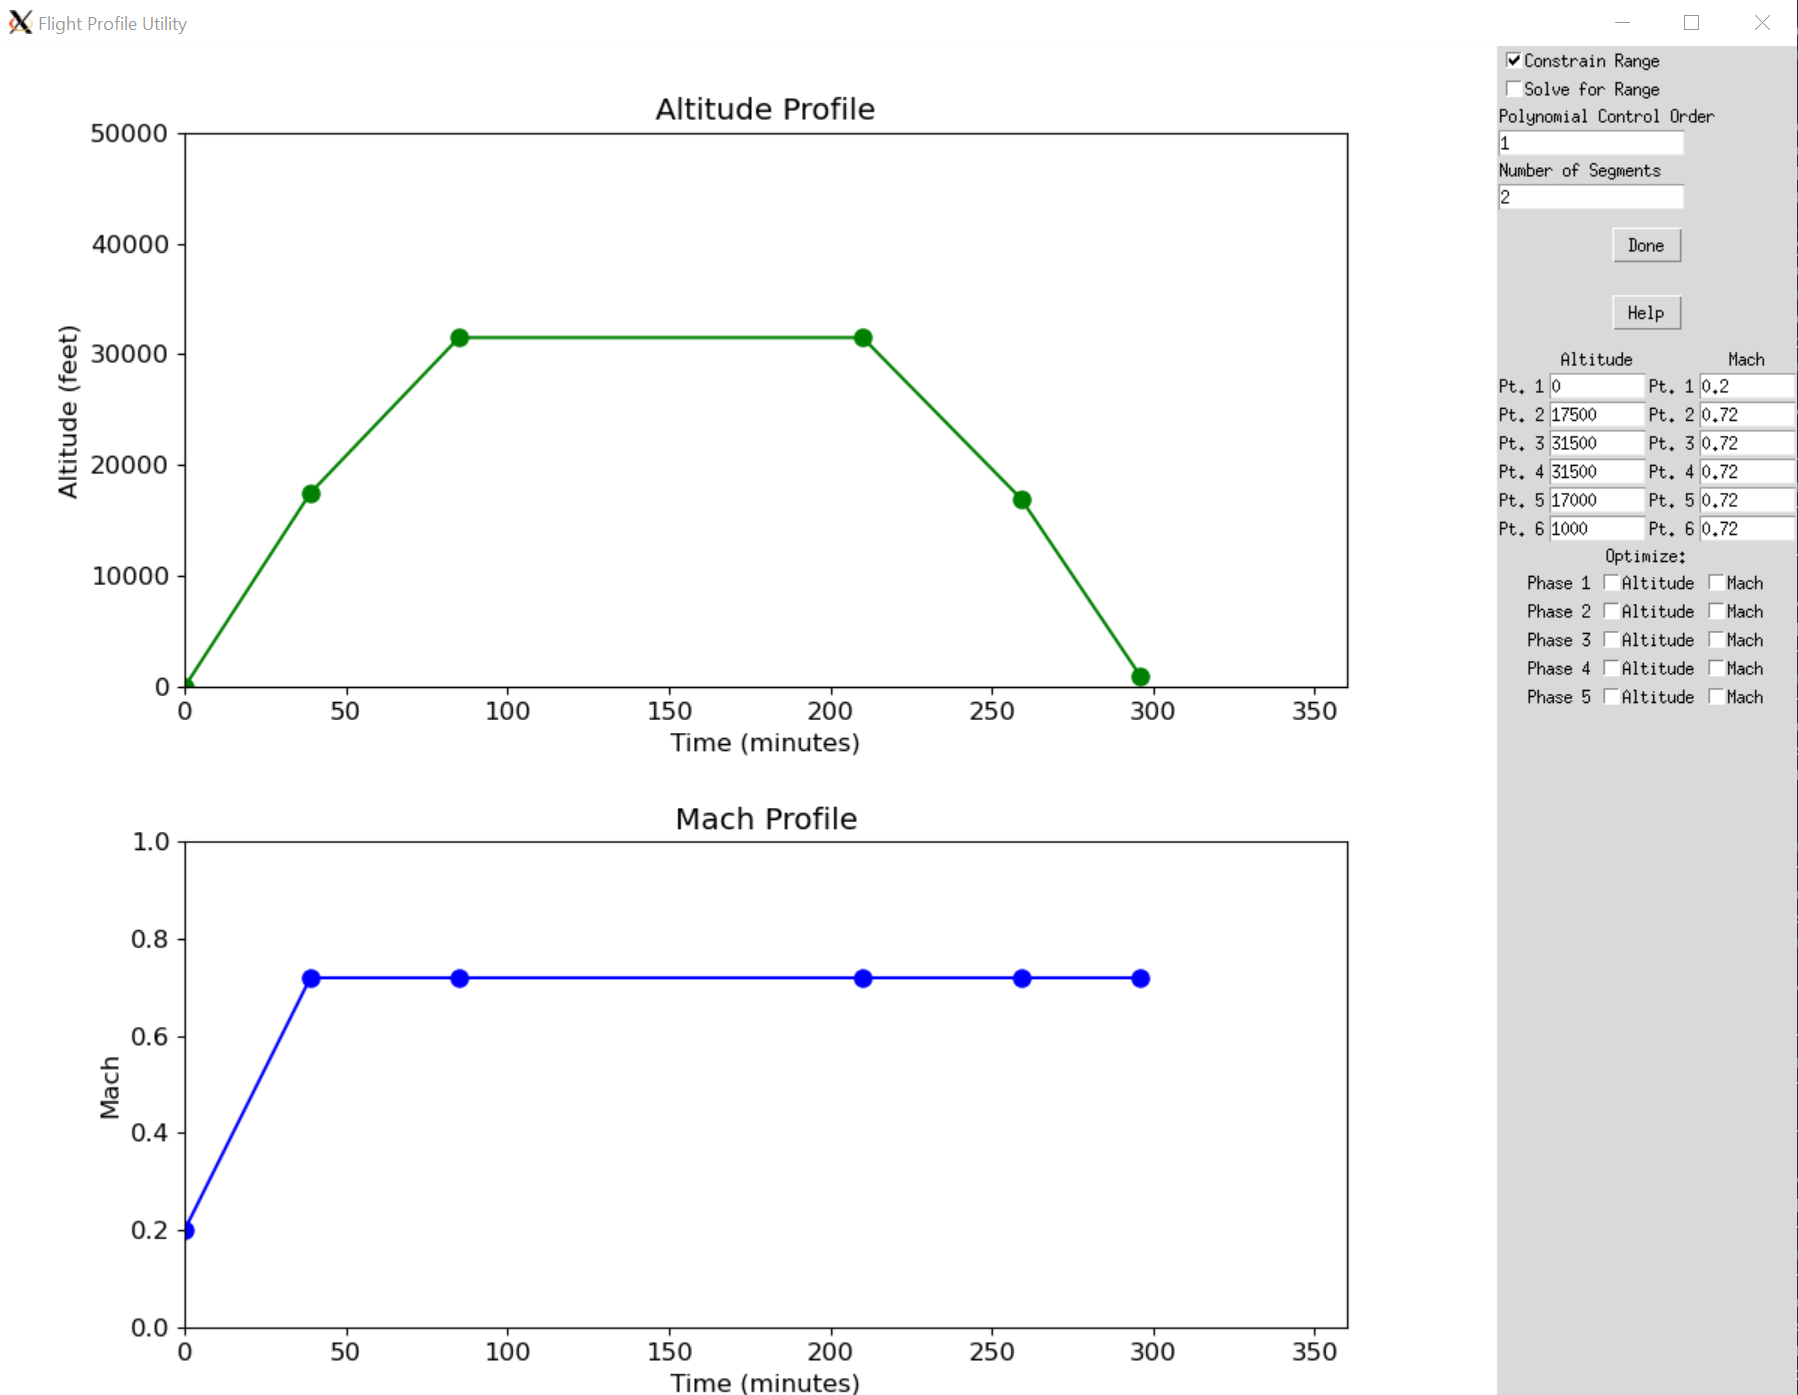 Flight Profile Utility
Altitude Profile
50000
40000
30000
20000
10000
0
Altitude (feet)
0 50 100 150 200 250 300 350
Time (minutes)
Mach Profile
1.0
0.8
0.6
0.4
0.2
0.0
Mach
0 50 100 150 200 250 300 350
Time (minutes)
Constrain Range
Solve for Range
Polynomial Control Order
1
Number of Segments
2
Done
Help
Altitude Mach
Pt. 1 0 Pt. 1 0.2
Pt. 2 17500 Pt. 2 0.72
Pt. 3 31500 Pt. 3 0.72
Pt. 4 31500 Pt. 4 0.72
Pt. 5 17000 Pt. 5 0.72
Pt. 6 1000 Pt. 6 0.72
Optimize:
Phase 1 Altitude Mach
Phase 2 Altitude Mach
Phase 3 Altitude Mach
Phase 4 Altitude Mach
Phase 5 Altitude Mach